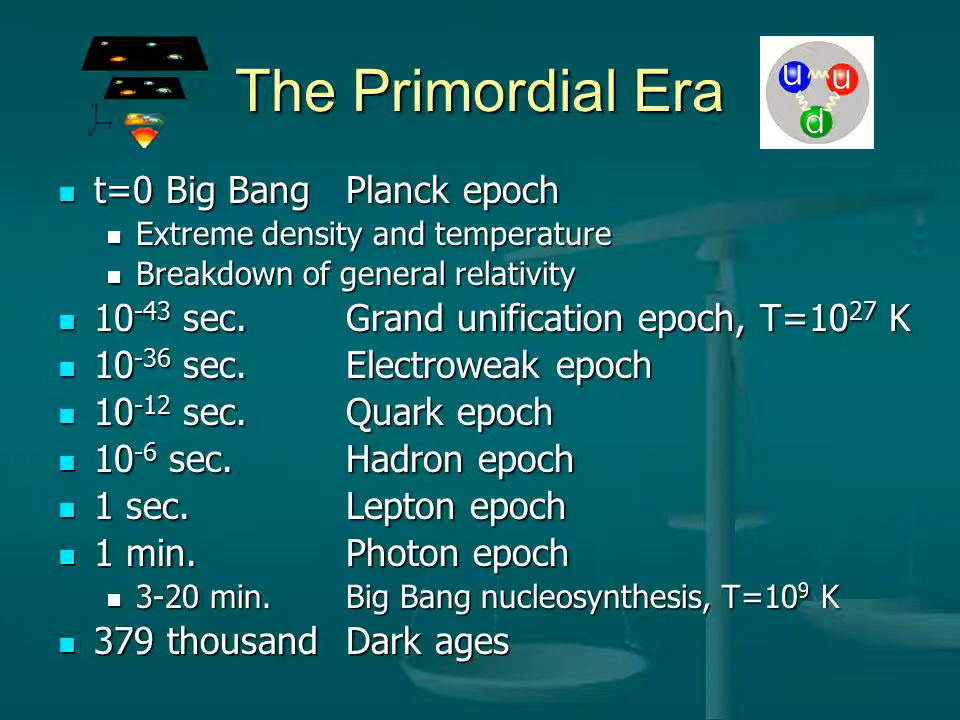 The Primordial Era
u u
d
t=0 Big Bang Planck epoch
Extreme density and temperature
Breakdown of general relativity
10⁻⁴³ sec. Grand unification epoch, T=10²⁷ K
10⁻³⁶ sec. Electroweak epoch
10⁻¹² sec. Quark epoch
10⁻⁶ sec. Hadron epoch
1 sec. Lepton epoch
1 min. Photon epoch
3-20 min. Big Bang nucleosynthesis, T=10⁹ K
379 thousand Dark ages